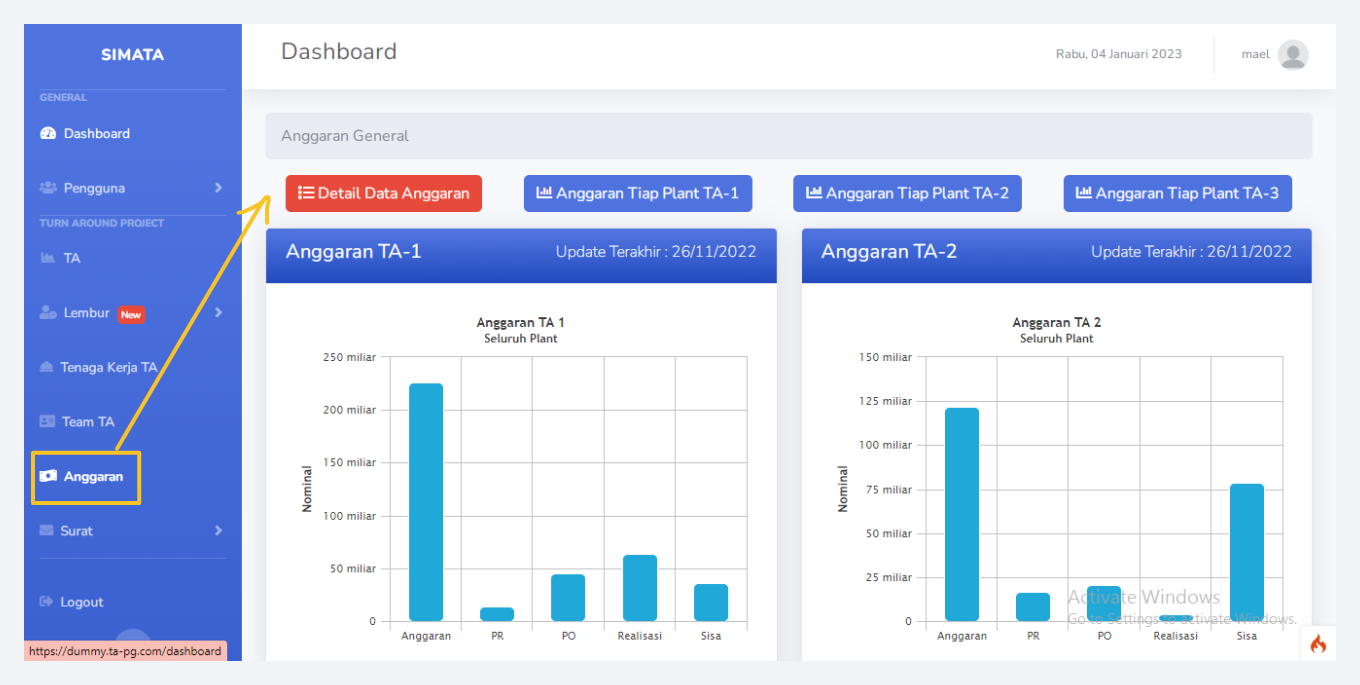 SIMATA
GENERAL
Dashboard
Pengguna
TURN AROUND PROJECT
TA
Lembur New
Tenaga Kerja TA
Team TA
Anggaran
Surat
Logout
https://dummy.ta-pg.com/dashboard
Dashboard
Rabu, 04 Januari 2023
mael
Anggaran General
Detail Data Anggaran
Anggaran Tiap Plant TA-1
Anggaran Tiap Plant TA-2
Anggaran Tiap Plant TA-3
Anggaran TA-1
Update Terakhir : 26/11/2022
Anggaran TA 1
Seluruh Plant
Nominal
250 miliar
200 miliar
150 miliar
100 miliar
50 miliar
0
Anggaran
PR
PO
Realisasi
Sisa
Anggaran TA-2
Update Terakhir : 26/11/2022
Anggaran TA 2
Seluruh Plant
Nominal
150 miliar
125 miliar
100 miliar
75 miliar
50 miliar
25 miliar
0
Anggaran
PR
PO
Realisasi
Sisa
Activate Windows
Go to Settings to activate Windows.